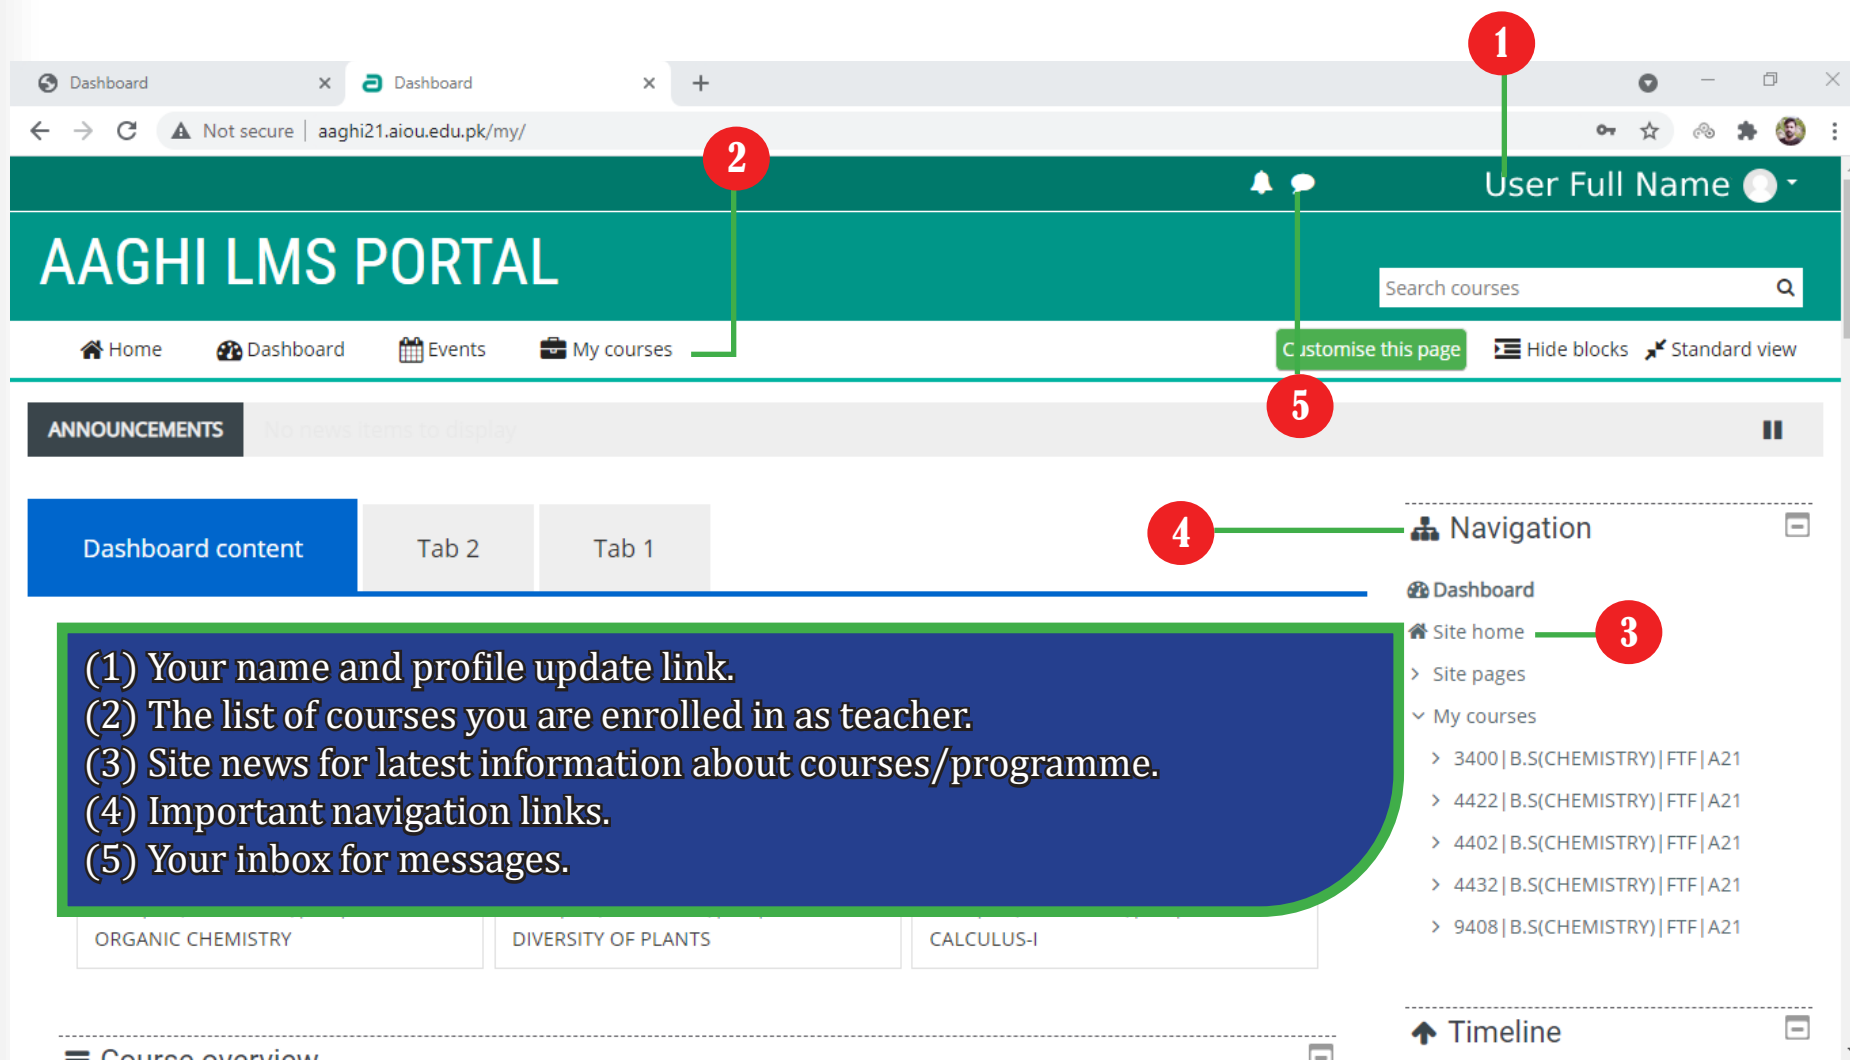 1
Dashboard
Dashboard
Not secure | aaghi21.aiou.edu.pk/my/
2
User Full Name
AAGHI LMS PORTAL
Search courses
Home Dashboard Events My courses
Customise this page Hide blocks Standard view
5
ANNOUNCEMENTS No news items to display
4
Navigation
Dashboard content Tab 2 Tab 1
Dashboard
Site home
3
Site pages
My courses
3400|B.S(CHEMISTRY)|FTF|A21
4422|B.S(CHEMISTRY)|FTF|A21
4402|B.S(CHEMISTRY)|FTF|A21
4432|B.S(CHEMISTRY)|FTF|A21
9408|B.S(CHEMISTRY)|FTF|A21
(1) Your name and profile update link.
(2) The list of courses you are enrolled in as teacher.
(3) Site news for latest information about courses/programme.
(4) Important navigation links.
(5) Your inbox for messages.
ORGANIC CHEMISTRY DIVERSITY OF PLANTS CALCULUS-I
Timeline
Course overview